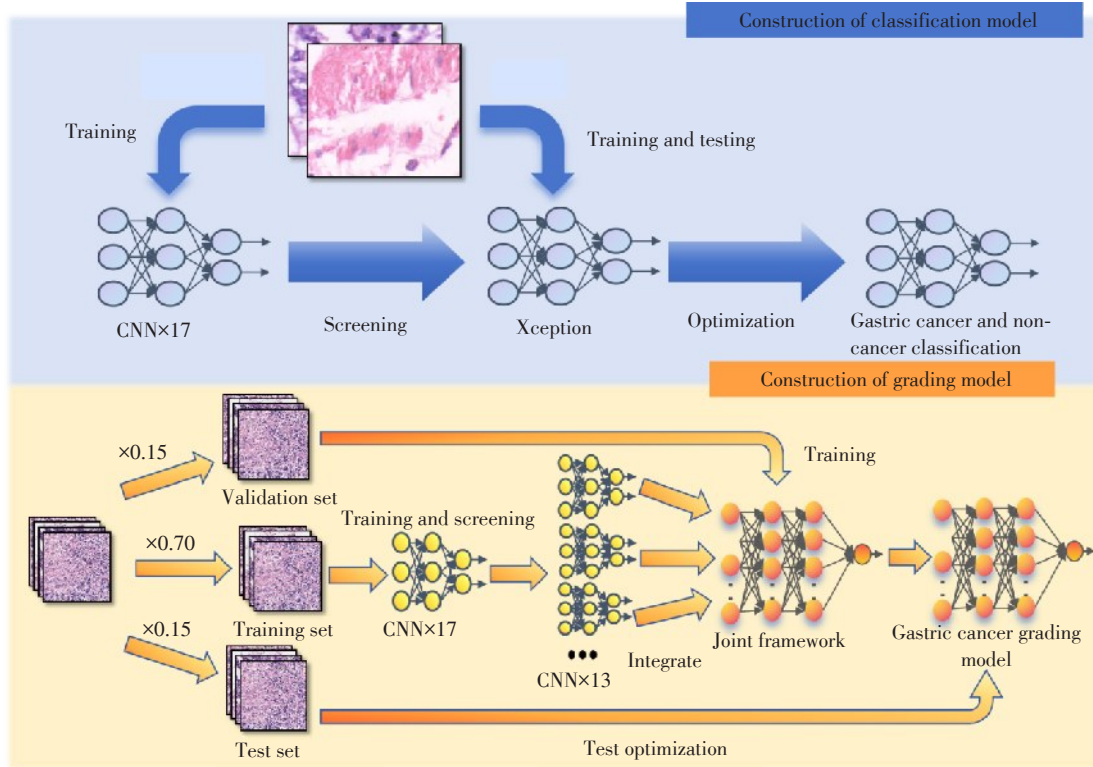 Construction of classification model
Training
Training and testing
CNN×17
Screening
Xception
Optimization
Gastric cancer and non-
cancer classification
Construction of grading model
×0.15
Validation set
Training
×0.70
Training and screening
Training set
CNN×17
CNN×13
Integrate
Joint framework
Gastric cancer grading
model
×0.15
Test set
Test optimization